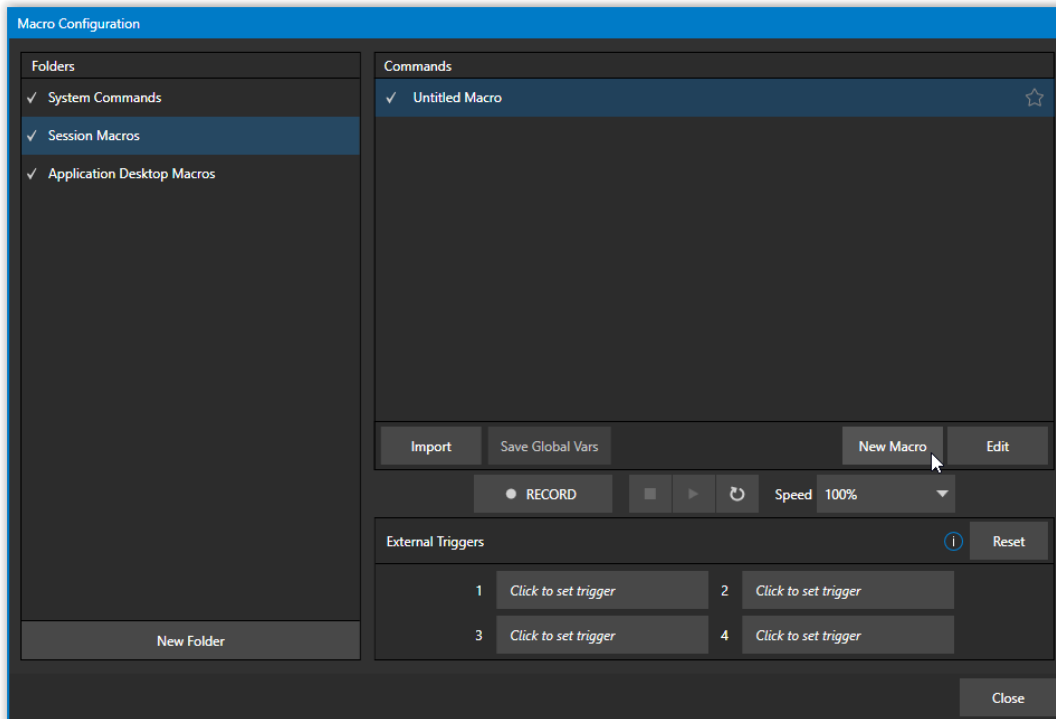 Macro Configuration
Folders
System Commands
Session Macros
Application Desktop Macros
New Folder
Commands
Untitled Macro
Import
Save Global Vars
New Macro
Edit
RECORD
Speed
100%
External Triggers
i
Reset
1
Click to set trigger
2
Click to set trigger
3
Click to set trigger
4
Click to set trigger
Close